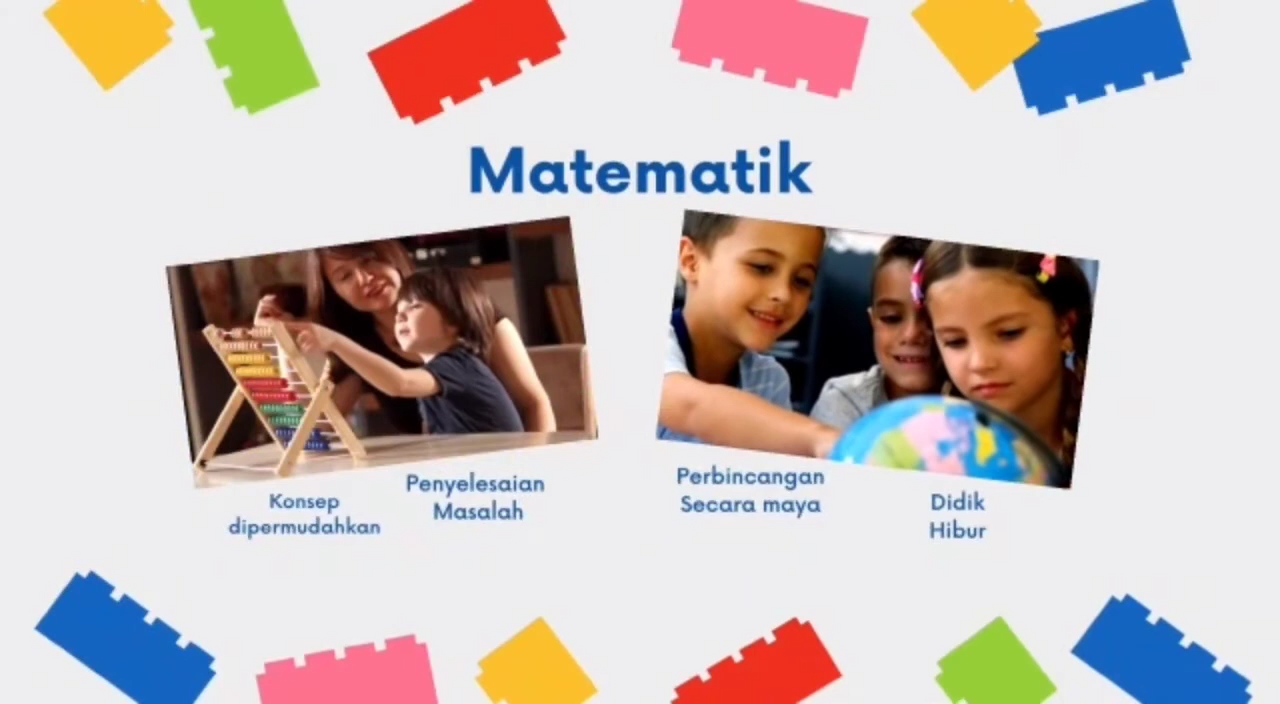 Matematik
Konsep
dipermudahkan
Penyelesaian
Masalah
Perbincangan
Secara maya
Didik
Hibur